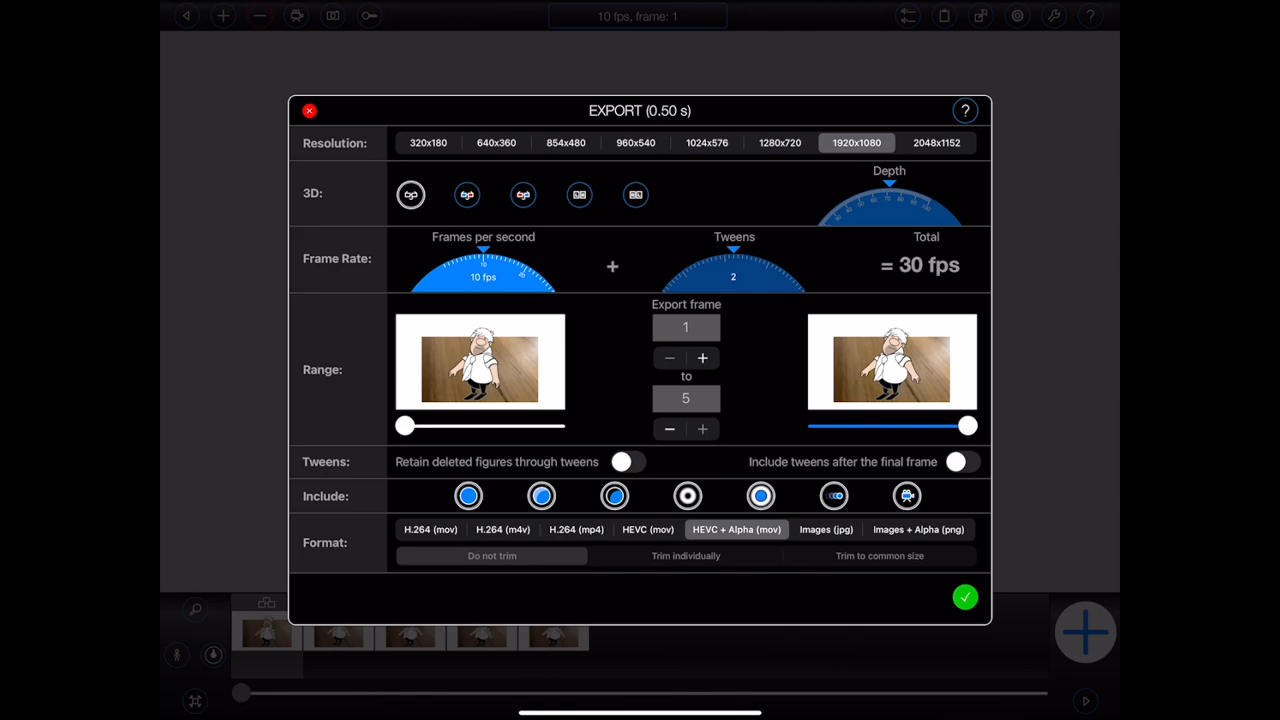 10 fps, frame: 1
?
EXPORT (0.50 s)
?
Resolution:
320x180 640x360 854x480 960x540 1024x576 1280x720 1920x1080 2048x1152
3D:
Depth
Frame Rate:
Frames per second
10
10 fps
+
Tweens
2
Total
= 30 fps
Range:
Export frame
1
− +
to
5
− +
Tweens:
Retain deleted figures through tweens
Include tweens after the final frame
Include:
Format:
H.264 (mov) H.264 (m4v) H.264 (mp4) HEVC (mov) HEVC + Alpha (mov) Images (jpg) Images + Alpha (png)
Do not trim Trim individually Trim to common size